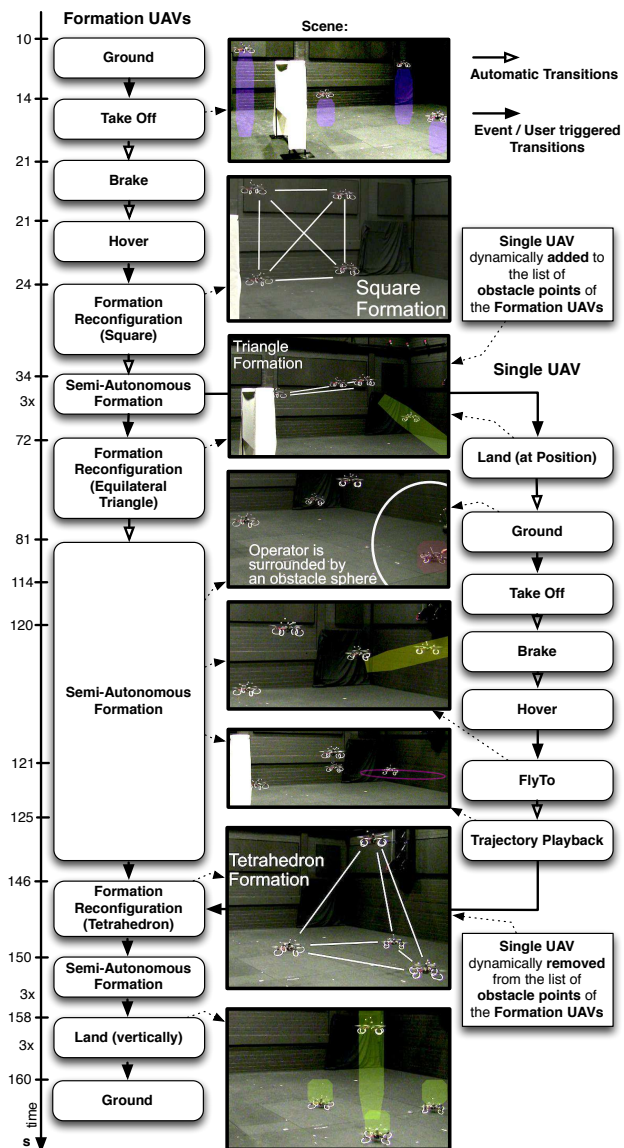 Formation UAVs
Scene:
10
Ground
Automatic Transitions
14
Take Off
Event / User triggered
Transitions
21
Brake
21
Hover
24
Formation
Reconfiguration
(Square)
Square
Formation
Single UAV
dynamically added to
the list of
obstacle points of
the Formation UAVs
34
3x
Semi-Autonomous
Formation
Triangle
Formation
Single UAV
72
Formation
Reconfiguration
(Equilateral
Triangle)
Land (at Position)
Ground
Operator is
surrounded by
an obstacle sphere
81
114
120
121
125
Semi-Autonomous
Formation
Take Off
Brake
Hover
FlyTo
Trajectory Playback
146
Formation
Reconfiguration
(Tetrahedron)
Tetrahedron
Formation
Single UAV
dynamically removed
from the list of
obstacle points of
the Formation UAVs
150
3x
Semi-Autonomous
Formation
158
3x
Land (vertically)
160
Ground
time
s